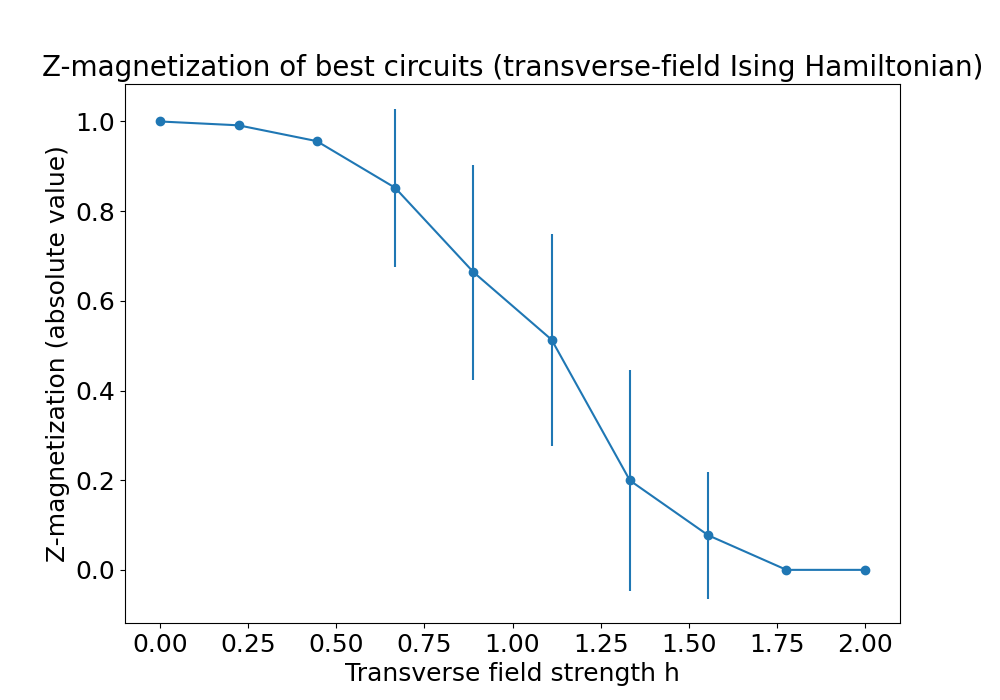 Z-magnetization of best circuits (transverse-field Ising Hamiltonian)
Z-magnetization (absolute value)
1.0
0.8
0.6
0.4
0.2
0.0
0.00 0.25 0.50 0.75 1.00 1.25 1.50 1.75 2.00
Transverse field strength h